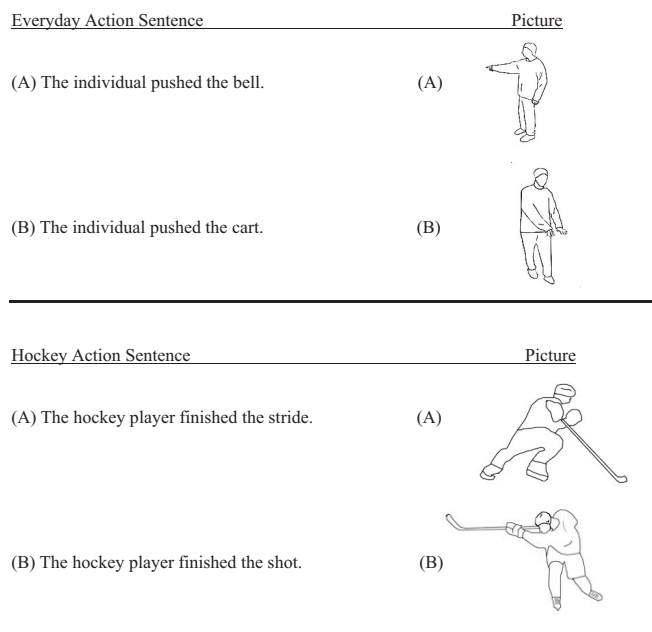 Everyday Action Sentence Picture
(A) The individual pushed the bell. (A)
(B) The individual pushed the cart. (B)
Hockey Action Sentence Picture
(A) The hockey player finished the stride. (A)
(B) The hockey player finished the shot. (B)